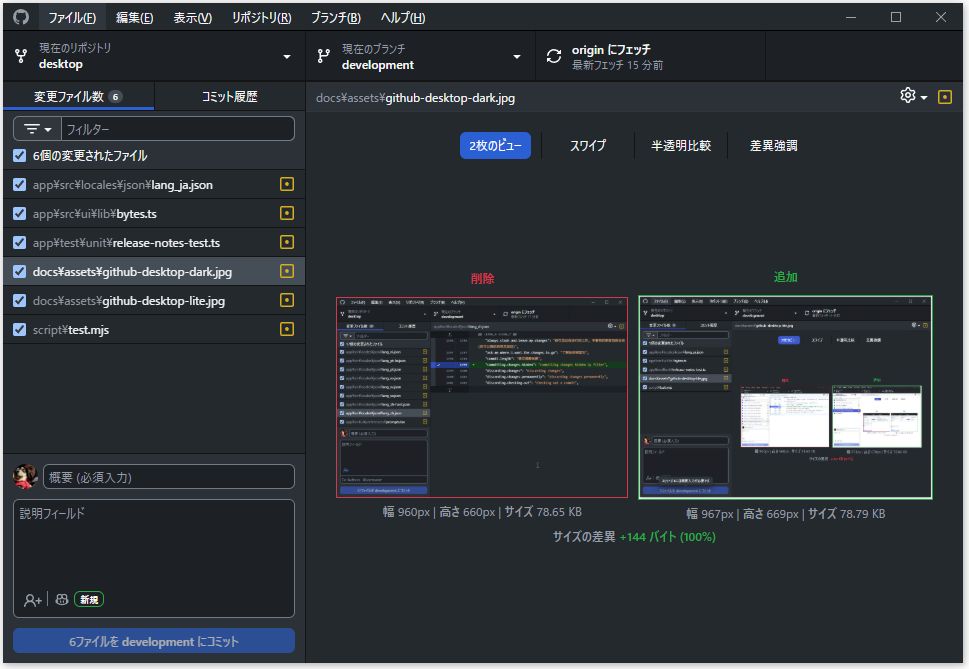 ファイル(F) 編集(E) 表示(V) リポジトリ(R) ブランチ(B) ヘルプ(H)
現在のリポジトリ
desktop
現在のブランチ
development
origin にフェッチ
最新フェッチ 15 分前
変更ファイル数 6
コミット履歴
docs¥assets¥github-desktop-dark.jpg
フィルター
6個の変更されたファイル
app¥src¥locales¥json¥lang_ja.json
app¥src¥ui¥lib¥bytes.ts
app¥test¥unit¥release-notes-test.ts
docs¥assets¥github-desktop-dark.jpg
docs¥assets¥github-desktop-lite.jpg
script¥test.mjs
概要 (必須入力)
説明フィールド
新規
6ファイルを development にコミット
2枚のビュー スワイプ 半透明比較 差異強調
削除
追加
幅 960px | 高さ 660px | サイズ 78.65 KB
幅 967px | 高さ 669px | サイズ 78.79 KB
サイズの差異 +144 バイト (100%)